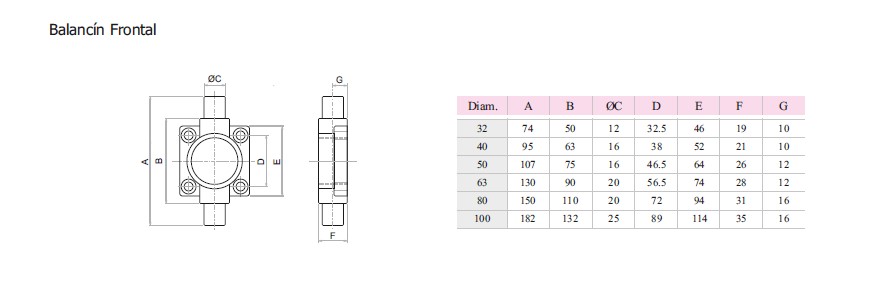 Balancín Frontal
ØC
G
A
B
D
E
F
Diam. A B ØC D E F G
32 74 50 12 32.5 46 19 10
40 95 63 16 38 52 21 10
50 107 75 16 46.5 64 26 12
63 130 90 20 56.5 74 28 12
80 150 110 20 72 94 31 16
100 182 132 25 89 114 35 16